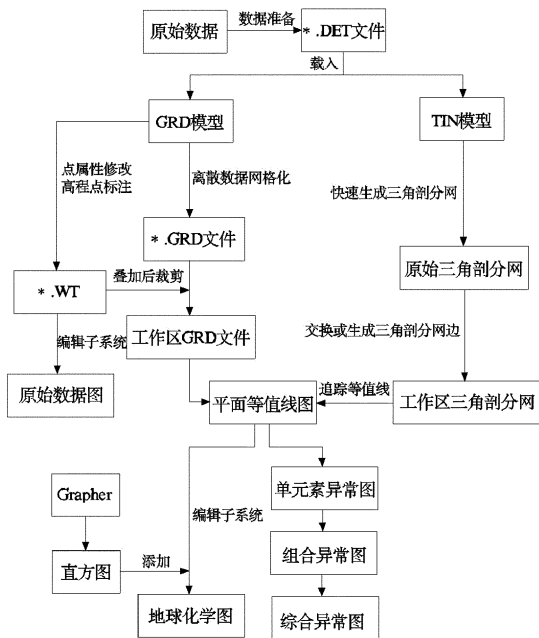 原始数据
数据准备
* .DET文件
载入
GRD模型
TIN模型
点属性修改
高程点标注
离散数据网格化
快速生成三角剖分网
* .GRD文件
原始三角剖分网
* .WT
叠加后裁剪
编辑子系统
工作区GRD文件
交换或生成三角剖分网边
原始数据图
平面等值线图
追踪等值线
工作区三角剖分网
Grapher
编辑子系统
单元素异常图
直方图
添加
组合异常图
地球化学图
综合异常图